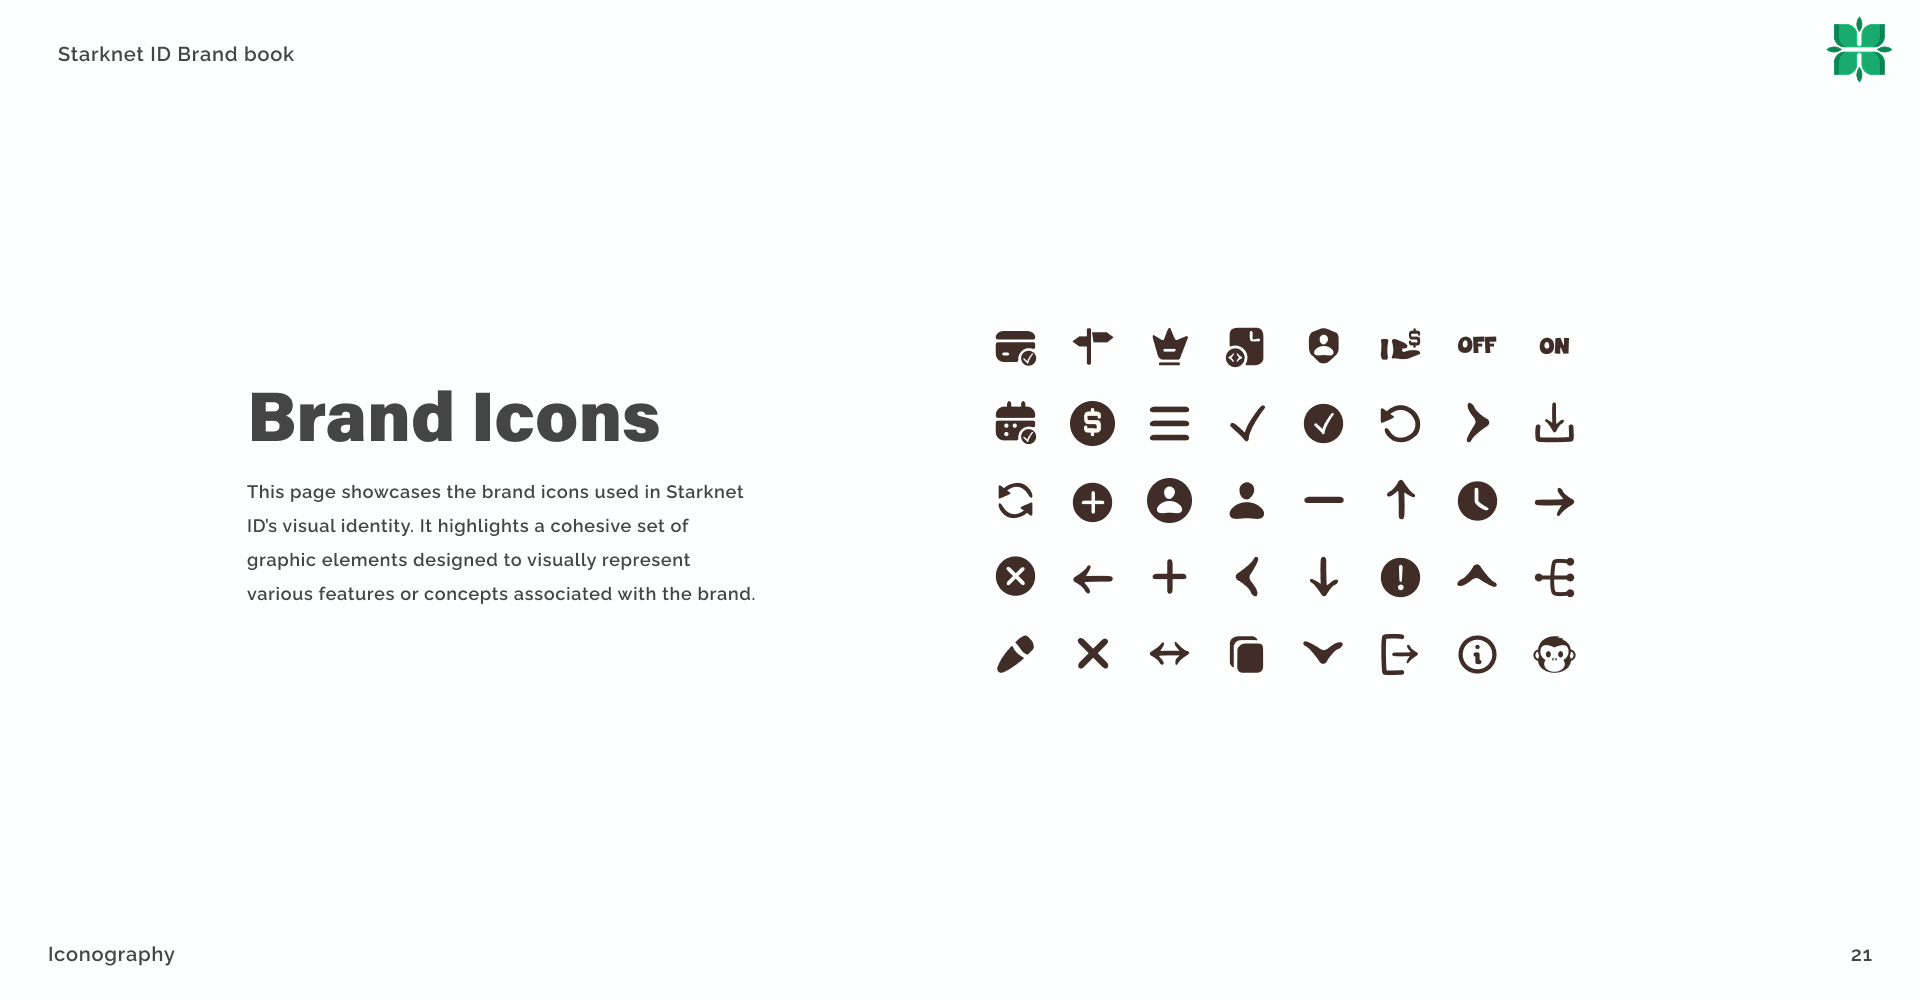 Starknet ID Brand book
Brand Icons
This page showcases the brand icons used in Starknet
ID's visual identity. It highlights a cohesive set of
graphic elements designed to visually represent
various features or concepts associated with the brand.
OFF
ON
Iconography
21